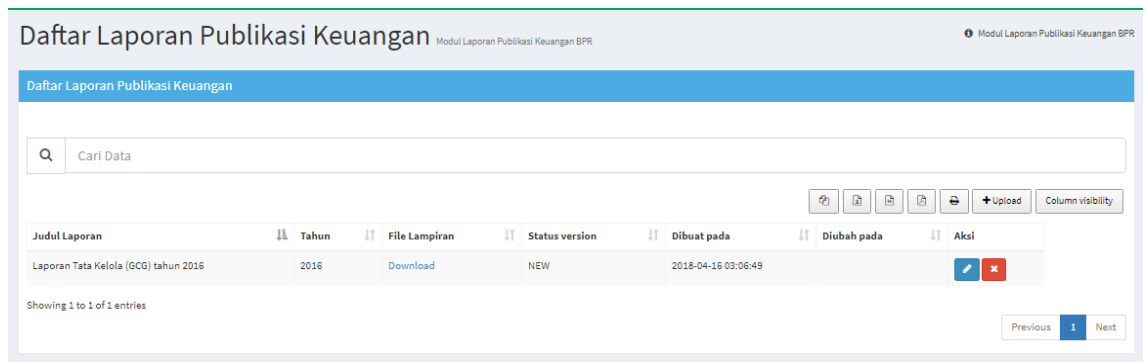 Daftar Laporan Publikasi Keuangan Modul Laporan Publikasi Keuangan BPR
Modul Laporan Publikasi Keuangan BPR
Daftar Laporan Publikasi Keuangan
Cari Data
Upload Column visibility
Judul Laporan Tahun File Lampiran Status version Dibuat pada Diubah pada Aksi
Laporan Tata Kelola (GCG) tahun 2016 2016 Download NEW 2018-04-16 03:06:49
Showing 1 to 1 of 1 entries
Previous 1 Next